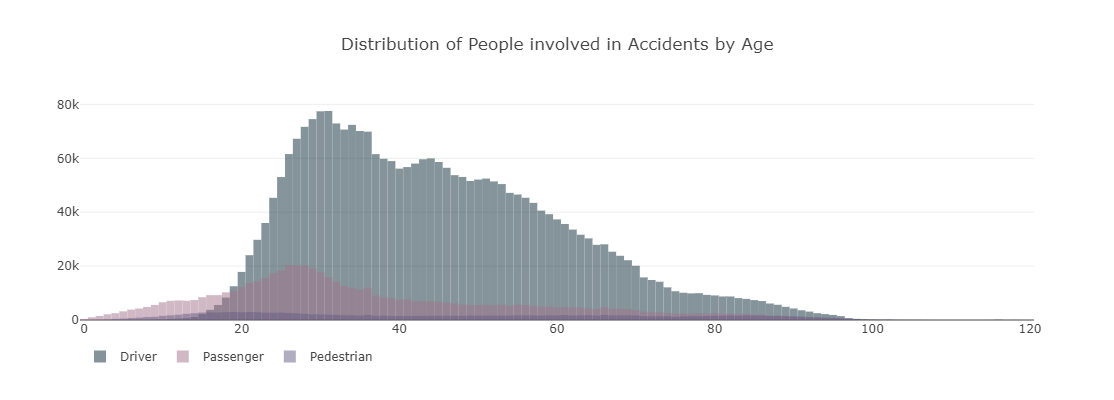 Distribution of People involved in Accidents by Age
80k
60k
40k
20k
0
0 20 40 60 80 100 120
Driver Passenger Pedestrian